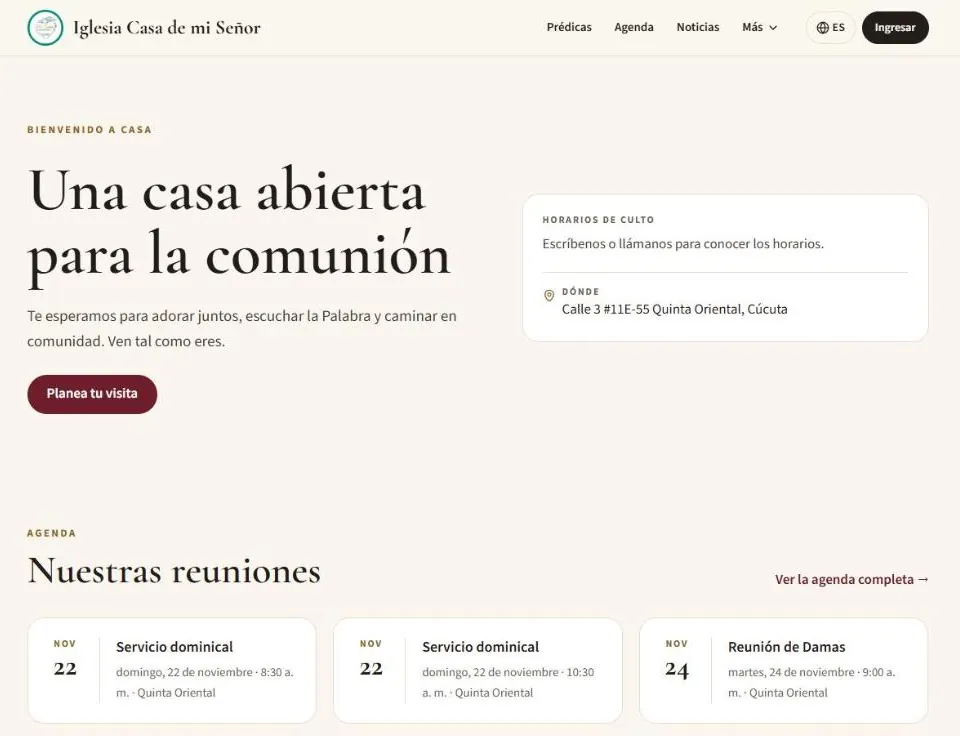 Iglesia Casa de mi Señor
Prédicas
Agenda
Noticias
Más
ES
Ingresar
BIENVENIDO A CASA
Una casa abierta
para la comunión
Te esperamos para adorar juntos, escuchar la Palabra y caminar en
comunidad. Ven tal como eres.
Planea tu visita
HORARIOS DE CULTO
Escríbenos o llámanos para conocer los horarios.
DÓNDE
Calle 3 #11E-55 Quinta Oriental, Cúcuta
AGENDA
Nuestras reuniones
Ver la agenda completa →
NOV
22
Servicio dominical
domingo, 22 de noviembre · 8:30 a.
m. · Quinta Oriental
NOV
22
Servicio dominical
domingo, 22 de noviembre · 10:30
a. m. · Quinta Oriental
NOV
24
Reunión de Damas
martes, 24 de noviembre · 9:00 a.
m. · Quinta Oriental